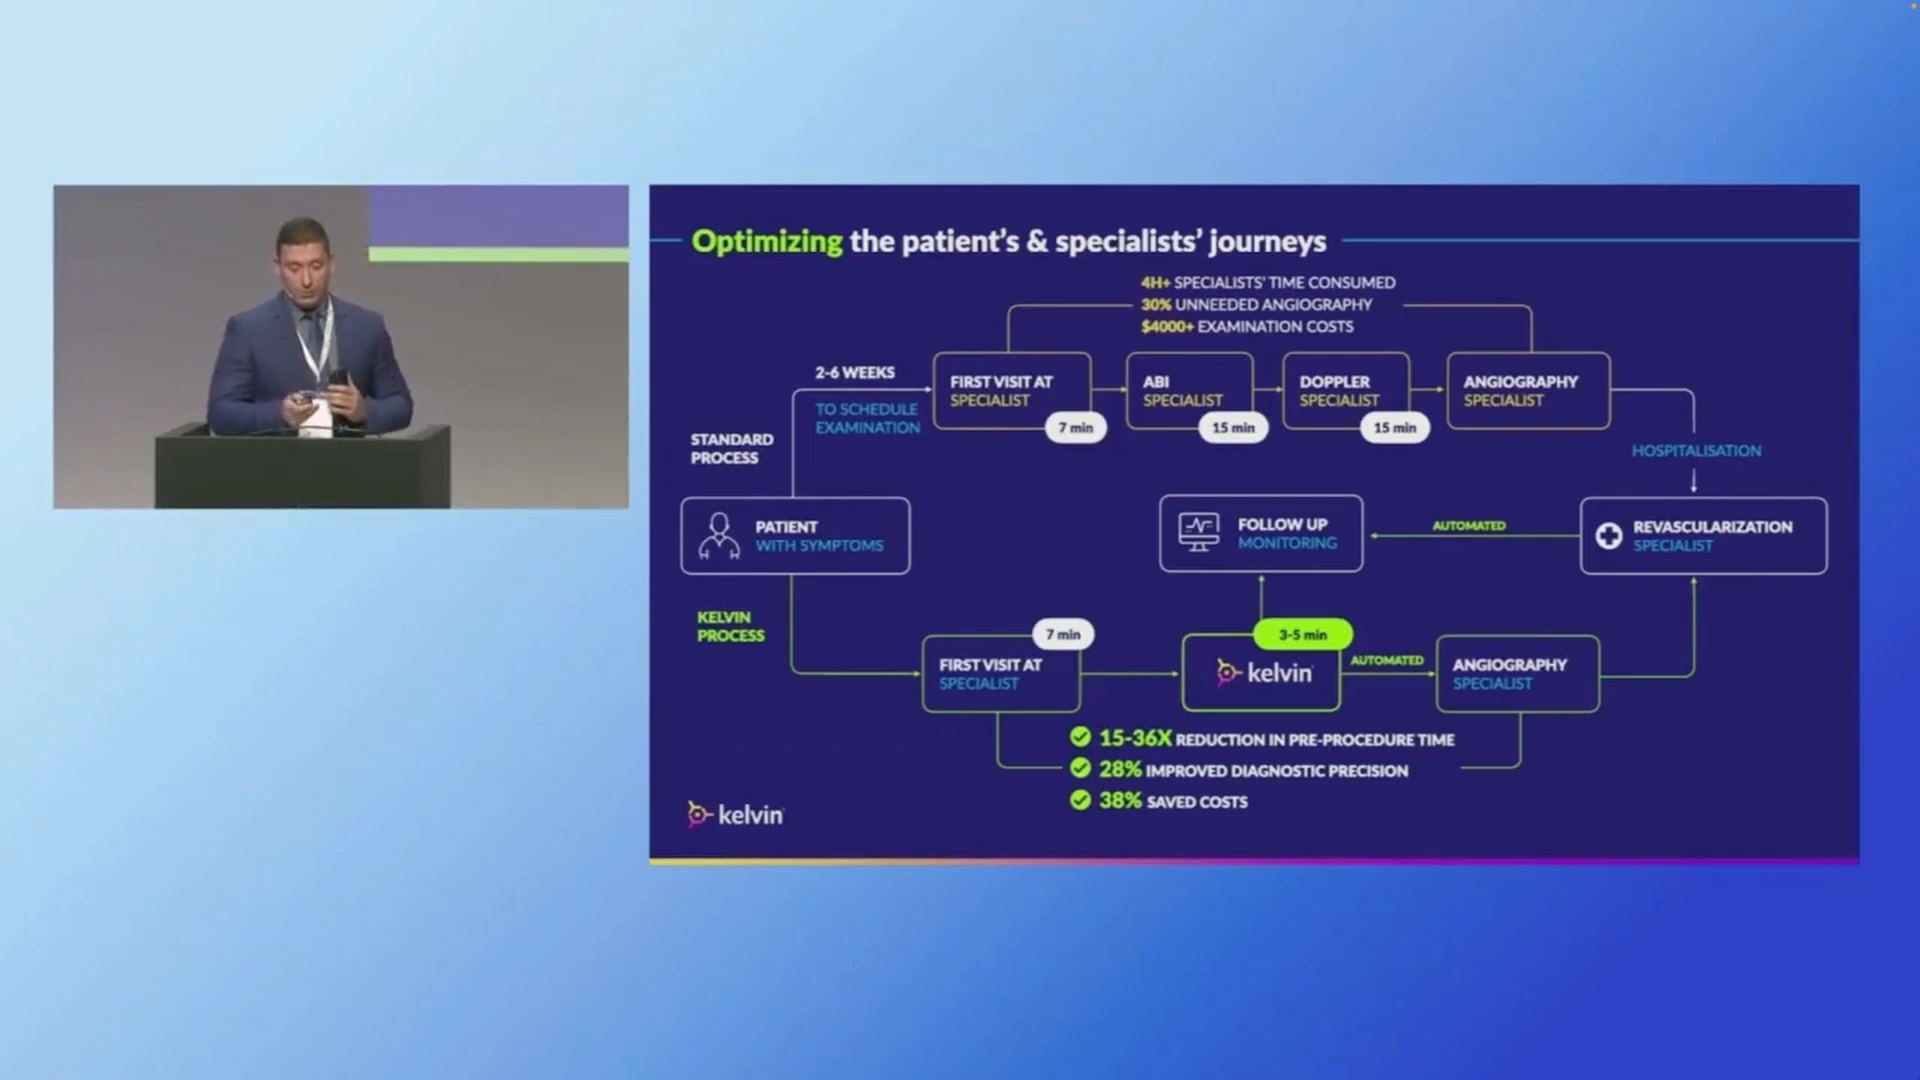 Optimizing the patient's & specialists' journeys
4H+ SPECIALISTS' TIME CONSUMED
30% UNNEEDED ANGIOGRAPHY
$4000+ EXAMINATION COSTS
2-6 WEEKS
TO SCHEDULE
EXAMINATION
FIRST VISIT AT
SPECIALIST
7 min
ABI
SPECIALIST
15 min
DOPPLER
SPECIALIST
15 min
ANGIOGRAPHY
SPECIALIST
STANDARD
PROCESS
HOSPITALISATION
PATIENT
WITH SYMPTOMS
FOLLOW UP
MONITORING
AUTOMATED
REVASCULARIZATION
SPECIALIST
KELVIN
PROCESS
7 min
FIRST VISIT AT
SPECIALIST
3-5 min
kelvin
AUTOMATED
ANGIOGRAPHY
SPECIALIST
15-36X REDUCTION IN PRE-PROCEDURE TIME
28% IMPROVED DIAGNOSTIC PRECISION
38% SAVED COSTS
kelvin